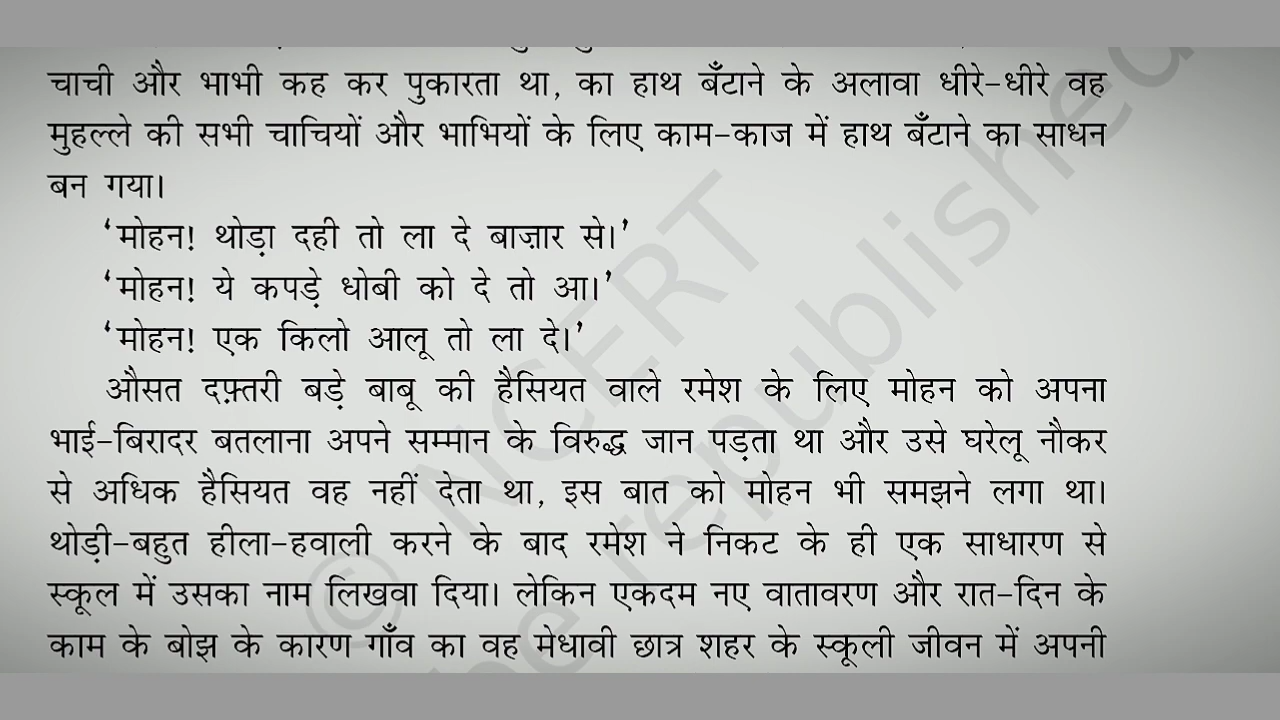 चाची और भाभी कह कर पुकारता था, का हाथ बँटाने के अलावा धीरे-धीरे वह
मुहल्ले की सभी चाचियों और भाभियों के लिए काम-काज में हाथ बँटाने का साधन
बन गया।
‘मोहन! थोड़ा दही तो ला दे बाज़ार से।’
‘मोहन! ये कपड़े धोबी को दे तो आ।’
‘मोहन! एक किलो आलू तो ला दे।’
औसत दफ़्तरी बड़े बाबू की हैसियत वाले रमेश के लिए मोहन को अपना
भाई-बिरादर बतलाना अपने सम्मान के विरुद्ध जान पड़ता था और उसे घरेलू नौकर
से अधिक हैसियत वह नहीं देता था, इस बात को मोहन भी समझने लगा था।
थोड़ी-बहुत हीला-हवाली करने के बाद रमेश ने निकट के ही एक साधारण से
स्कूल में उसका नाम लिखवा दिया। लेकिन एकदम नए वातावरण और रात-दिन के
काम के बोझ के कारण गाँव का वह मेधावी छात्र शहर के स्कूली जीवन में अपनी
© NCERT
be republished